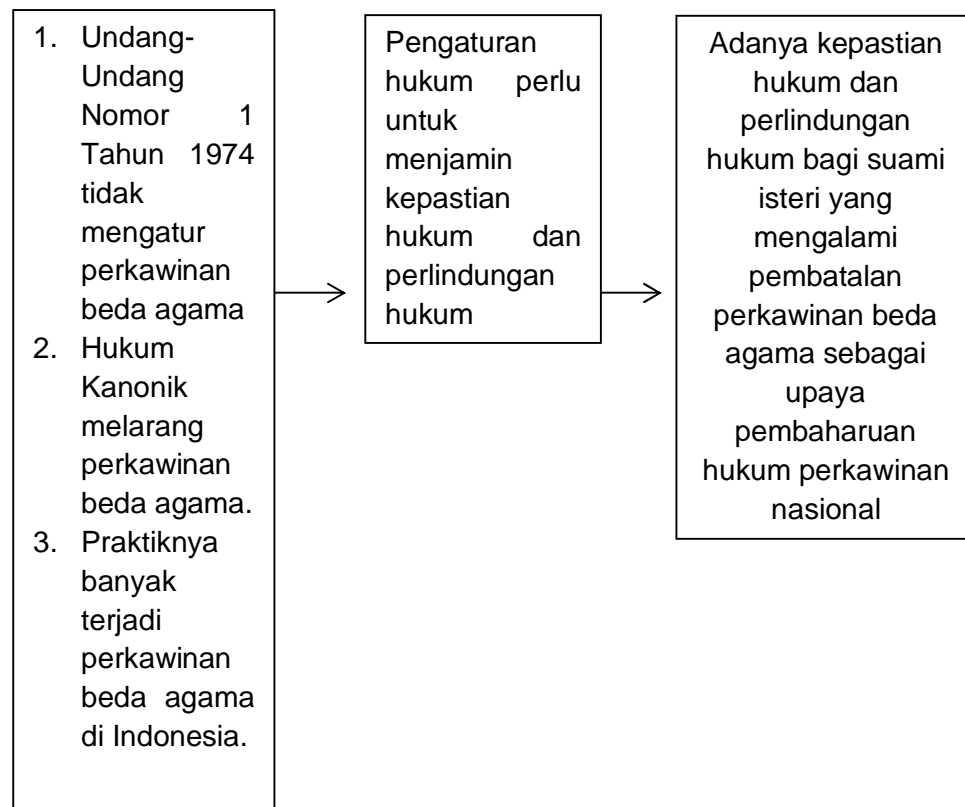 1. Undang-
Undang
Nomor 1
Tahun 1974
tidak
mengatur
perkawinan
beda agama
2. Hukum
Kanonik
melarang
perkawinan
beda agama.
3. Praktiknya
banyak
terjadi
perkawinan
beda agama
di Indonesia.
Pengaturan
hukum perlu
untuk
menjamin
kepastian
hukum dan
perlindungan
hukum
Adanya kepastian
hukum dan
perlindungan
hukum bagi suami
isteri yang
mengalami
pembatalan
perkawinan beda
agama sebagai
upaya
pembaharuan
hukum perkawinan
nasional